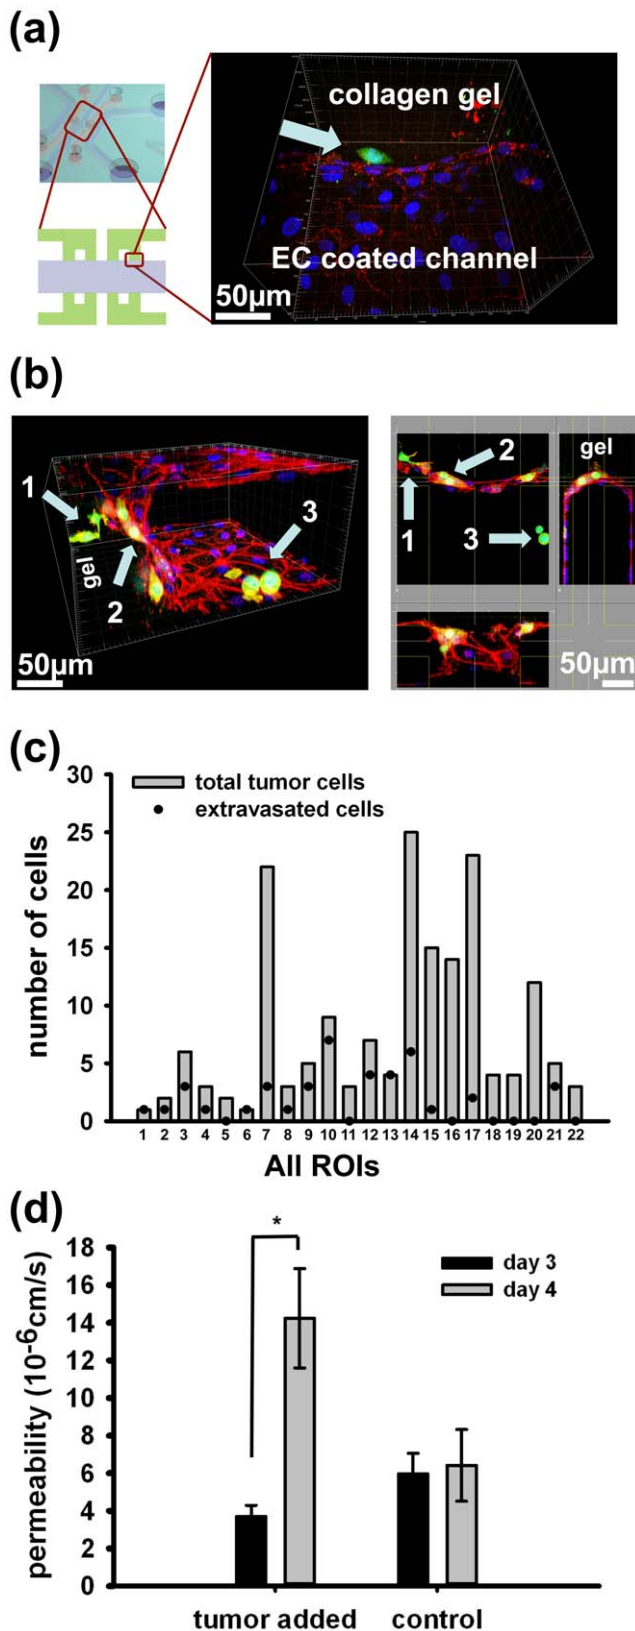 (a)
collagen gel
EC coated channel
50μm
(b)
1
2
3
gel
50μm
gel
2
1
3
50μm
(c)
total tumor cells
extravasated cells
number of cells
30
25
20
15
10
5
0
1 2 3 4 5 6 7 8 9 10 11 12 13 14 15 16 17 18 19 20 21 22
All ROIs
(d)
*
day 3
day 4
permeability (10⁻⁶cm/s)
18
16
14
12
10
8
6
4
2
0
tumor added control